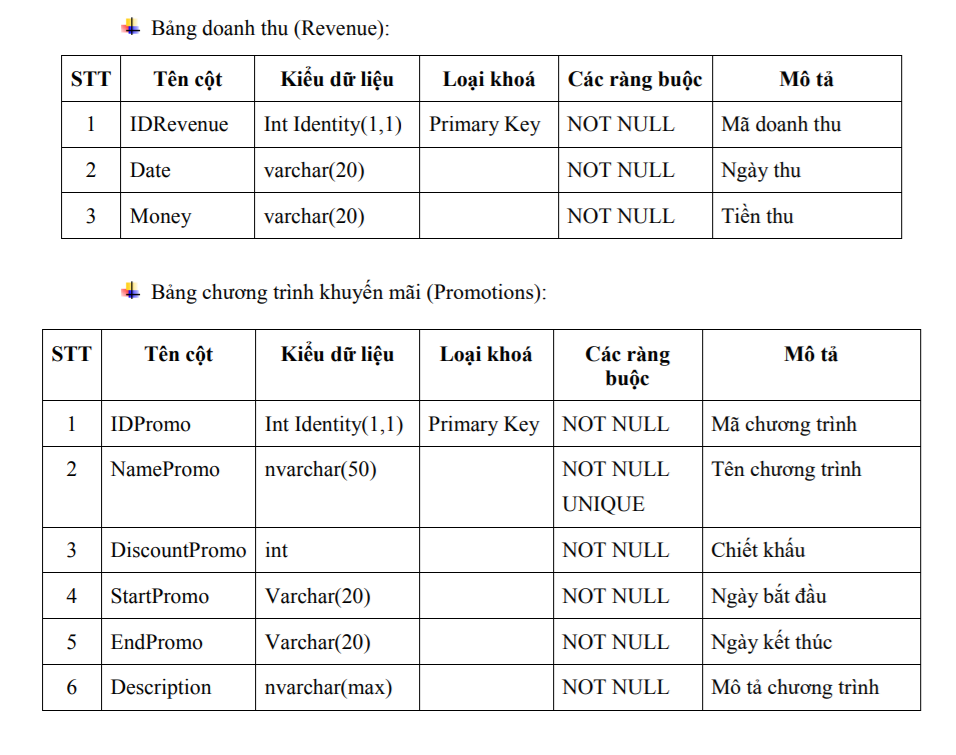 Bảng doanh thu (Revenue):
STT Tên cột Kiểu dữ liệu Loại khoá Các ràng buộc Mô tả
1 IDRevenue Int Identity(1,1) Primary Key NOT NULL Mã doanh thu
2 Date varchar(20) NOT NULL Ngày thu
3 Money varchar(20) NOT NULL Tiền thu
Bảng chương trình khuyến mãi (Promotions):
STT Tên cột Kiểu dữ liệu Loại khoá Các ràng Mô tả
buộc
1 IDPromo Int Identity(1,1) Primary Key NOT NULL Mã chương trình
2 NamePromo nvarchar(50) NOT NULL Tên chương trình
UNIQUE
3 DiscountPromo int NOT NULL Chiết khấu
4 StartPromo Varchar(20) NOT NULL Ngày bắt đầu
5 EndPromo Varchar(20) NOT NULL Ngày kết thúc
6 Description nvarchar(max) NOT NULL Mô tả chương trình